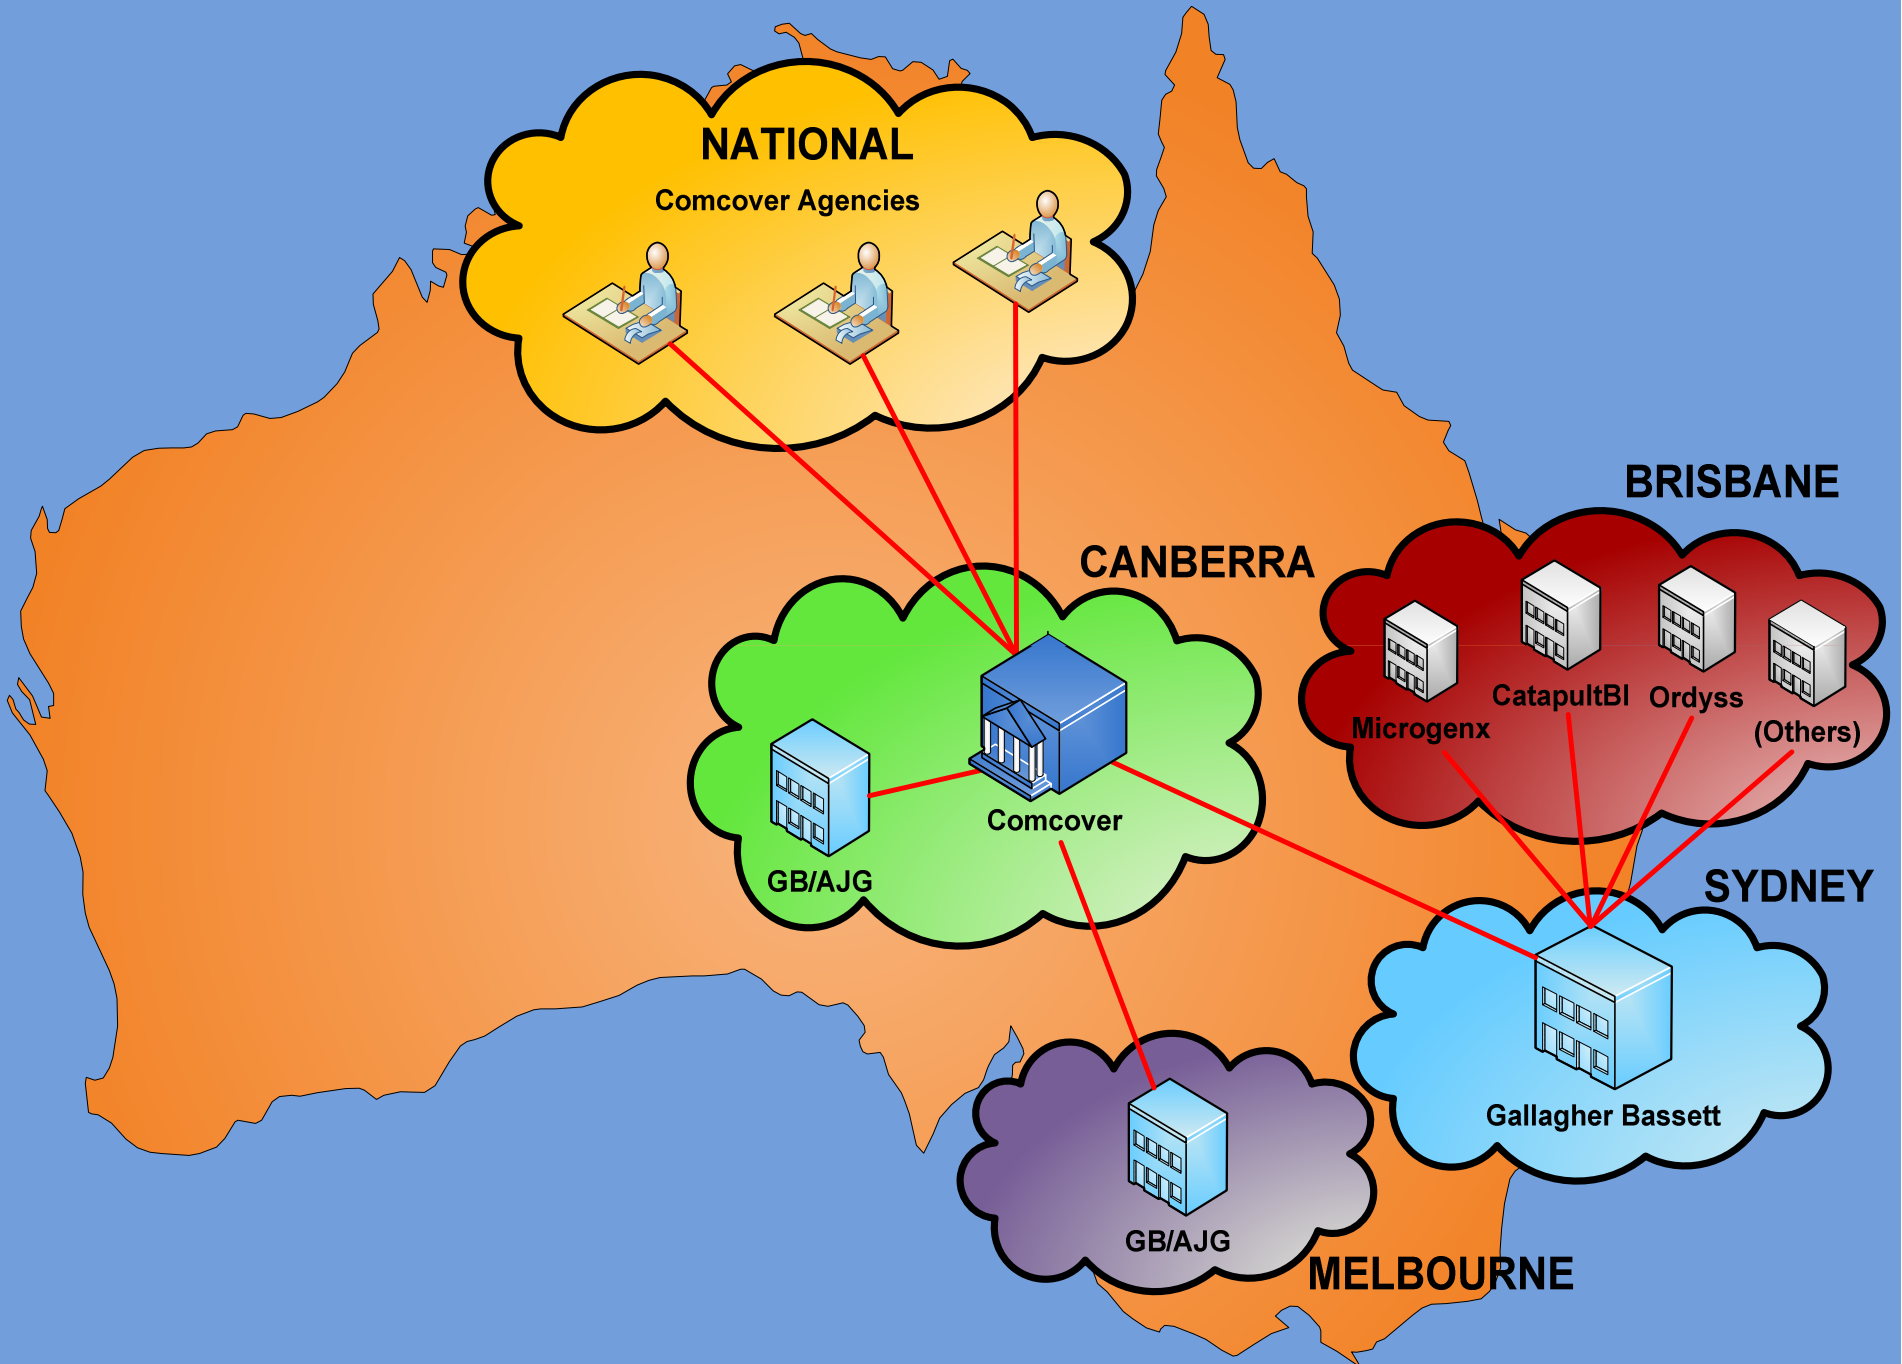 NATIONAL
Comcover Agencies
BRISBANE
CANBERRA
CatapultBI
Ordyss
Microgenx
(Others)
Comcover
GB/AJG
SYDNEY
Gallagher Bassett
GB/AJG
MELBOURNE